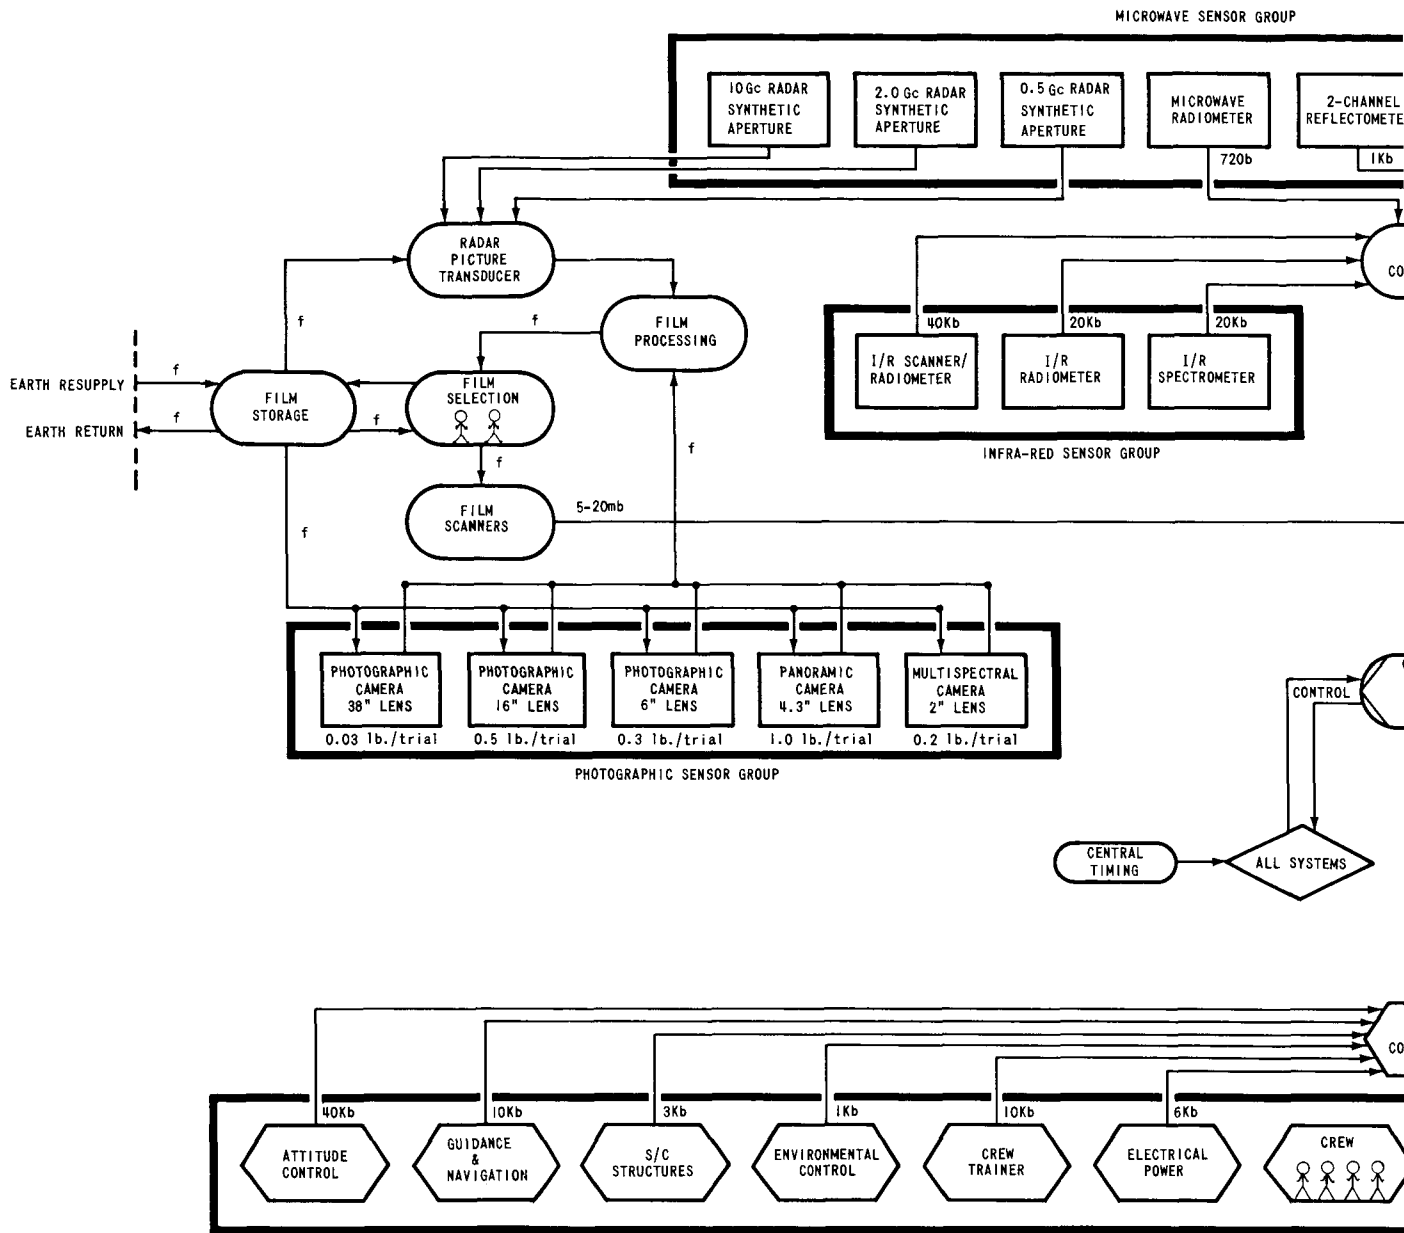 MICROWAVE SENSOR GROUP
10 Gc RADAR
SYNTHETIC
APERTURE
2.0 Gc RADAR
SYNTHETIC
APERTURE
0.5 Gc RADAR
SYNTHETIC
APERTURE
MICROWAVE
RADIOMETER
2-CHANNEL
REFLECTOMETE
720b
1Kb
RADAR
PICTURE
TRANSDUCER
CO
f
f
FILM
PROCESSING
40Kb
20Kb
20Kb
I/R SCANNER/
RADIOMETER
I/R
RADIOMETER
I/R
SPECTROMETER
INFRA-RED SENSOR GROUP
EARTH RESUPPLY
f
FILM
STORAGE
FILM
SELECTION
EARTH RETURN
f
f
f
f
FILM
SCANNERS
5-20mb
f
PHOTOGRAPHIC
CAMERA
38" LENS
PHOTOGRAPHIC
CAMERA
16" LENS
PHOTOGRAPHIC
CAMERA
6" LENS
PANORAMIC
CAMERA
4.3" LENS
MULTISPECTRAL
CAMERA
2" LENS
0.03 lb./trial
0.5 lb./trial
0.3 lb./trial
1.0 lb./trial
0.2 lb./trial
PHOTOGRAPHIC SENSOR GROUP
CONTROL
CENTRAL
TIMING
ALL SYSTEMS
CO
40Kb
10Kb
3Kb
1Kb
10Kb
6Kb
ATTITUDE
CONTROL
GUIDANCE
&
NAVIGATION
S/C
STRUCTURES
ENVIRONMENTAL
CONTROL
CREW
TRAINER
ELECTRICAL
POWER
CREW